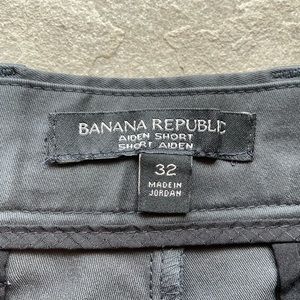 BANANA REPUBLIC
AIDEN SHORT
SHORT AIDEN
32
MADE IN
JORDAN